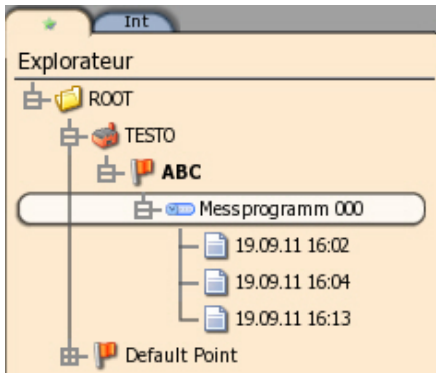 Int
Explorateur
ROOT
TESTO
ABC
Messprogramm 000
19.09.11 16:02
19.09.11 16:04
19.09.11 16:13
Default Point